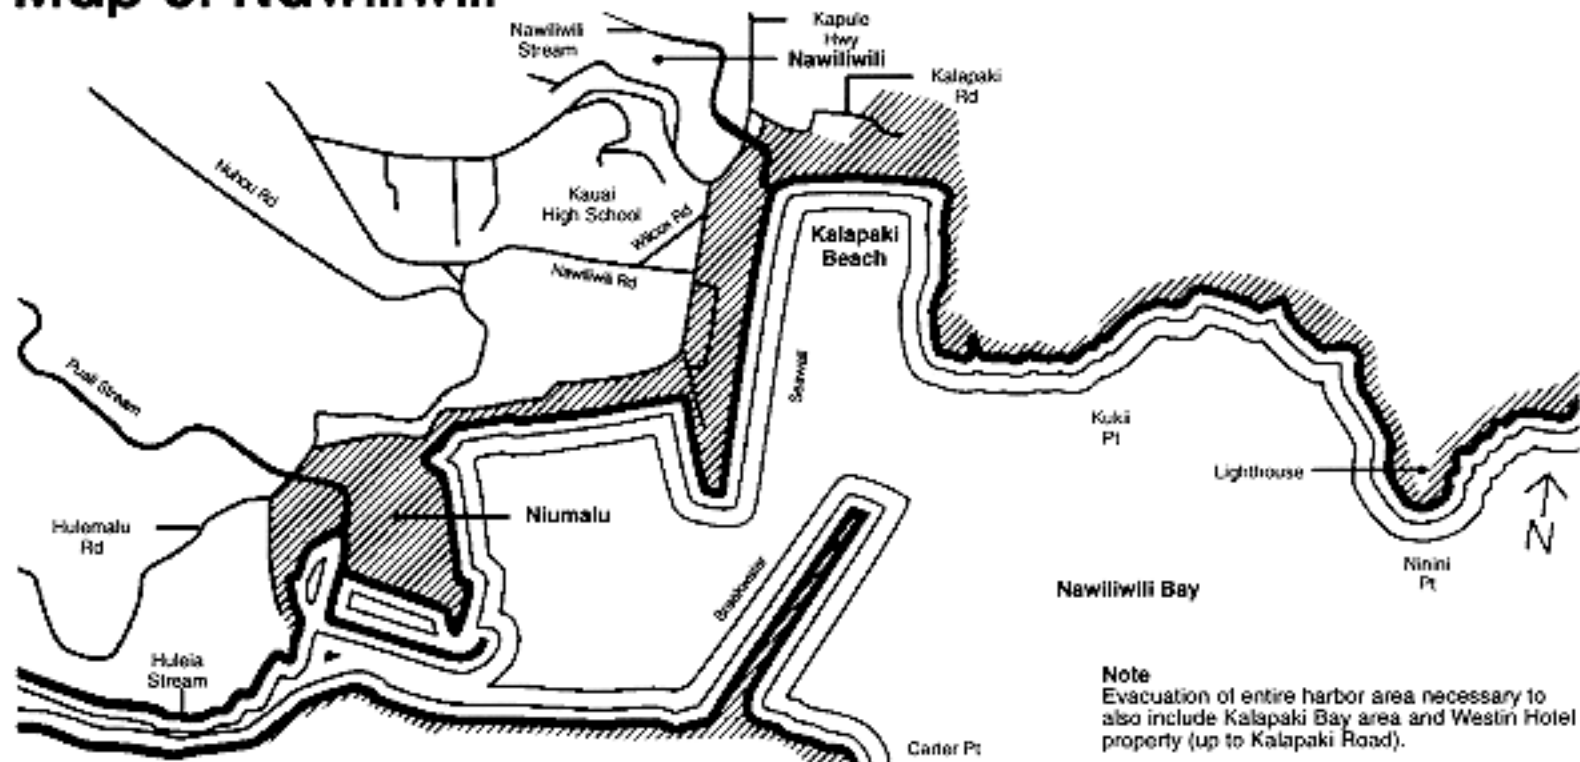 Map of Nawiliwili
Nawiliwili
Stream
Kapule
Hwy
Nawiliwili
Kalapaki
Rd
Nuhou Rd
Kauai
High School
Wilcox Rd
Nawiliwili Rd
Kalapaki
Beach
Puali Stream
Seawall
Kukii
Pt
Lighthouse
N
Hulemalu
Rd
Niumalu
Breakwater
Ninini
Pt
Nawiliwili Bay
Huleia
Stream
Note
Evacuation of entire harbor area necessary to
also include Kalapaki Bay area and Westin Hotel
property (up to Kalapaki Road).
Carter Pt